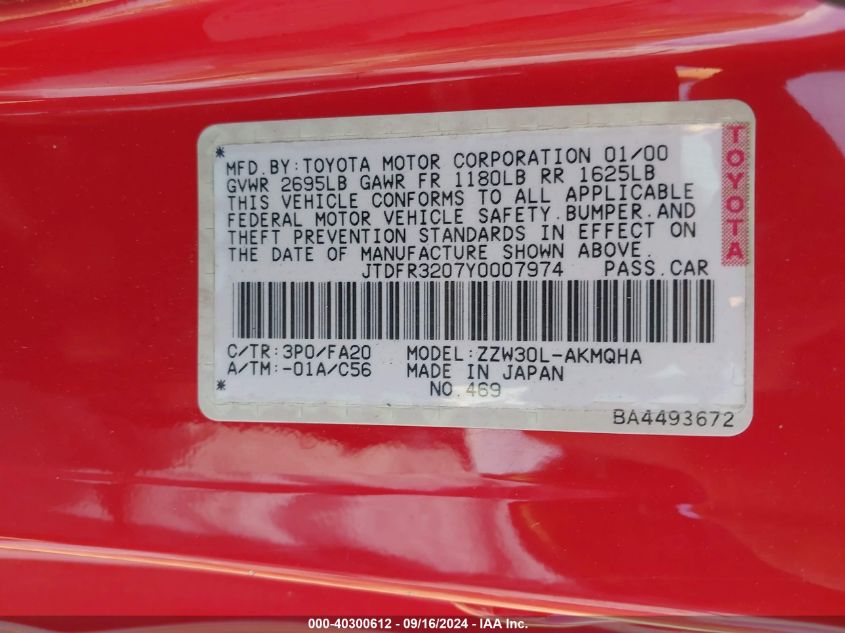 * MFD.BY:TOYOTA MOTOR CORPORATION 01/00
GVWR 2695LB GAWR FR 1180LB RR 1625LB
THIS VEHICLE CONFORMS TO ALL APPLICABLE
FEDERAL MOTOR VEHICLE SAFETY.BUMPER.AND
THEFT PREVENTION STANDARDS IN EFFECT ON
THE DATE OF MANUFACTURE SHOWN ABOVE.
JTDFR3207Y0007974 PASS.CAR
TOYOTA
C/TR:3P0/FA20 MODEL:ZZW30L-AKMQHA
A/TM:-01A/C56 MADE IN JAPAN
* NO.469
BA4493672
000-40300612 - 09/16/2024 - COPYRIGHT IAA, Inc.